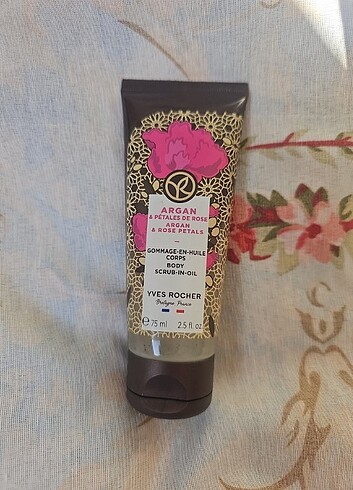 ARGAN
& PÉTALES DE ROSE
ARGAN
& ROSE PETALS
GOMMAGE-EN-HUILE
CORPS
BODY
SCRUB-IN-OIL
YVES ROCHER
Bretagne France
℮ 75 ml 2.5 fl. oz